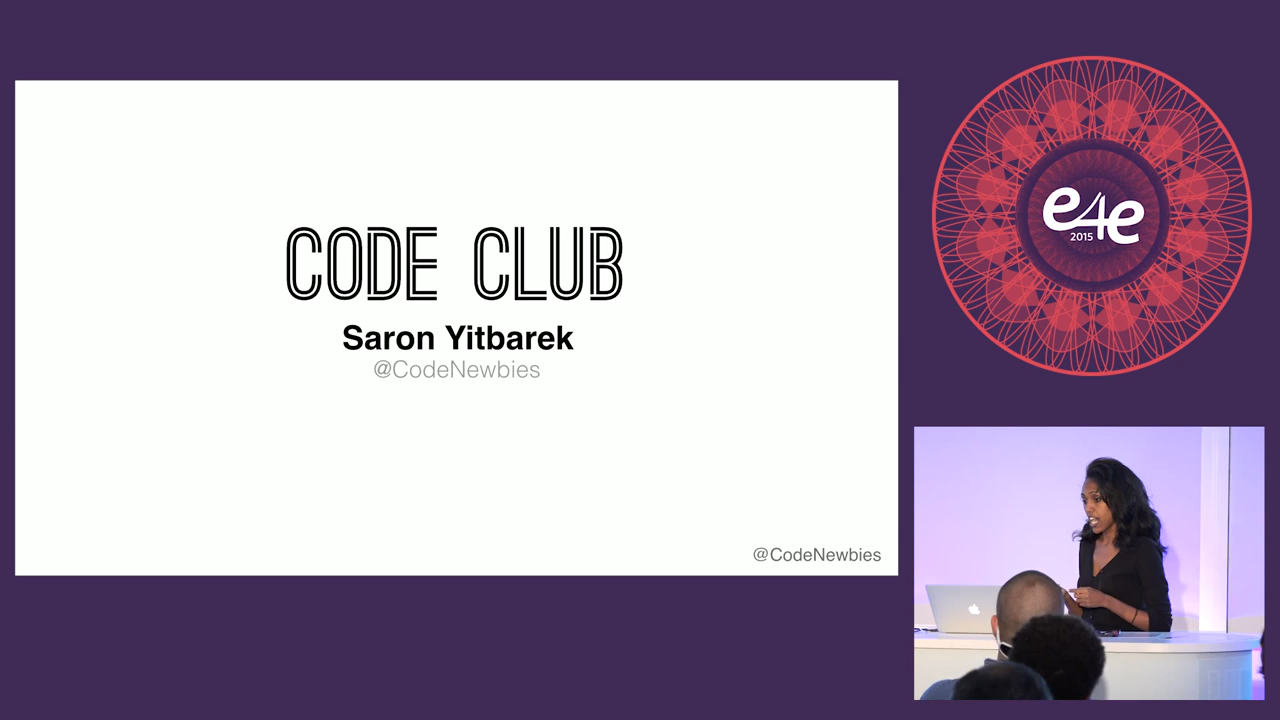 CODE CLUB
Saron Yitbarek
@CodeNewbies
@CodeNewbies
e4e
2015